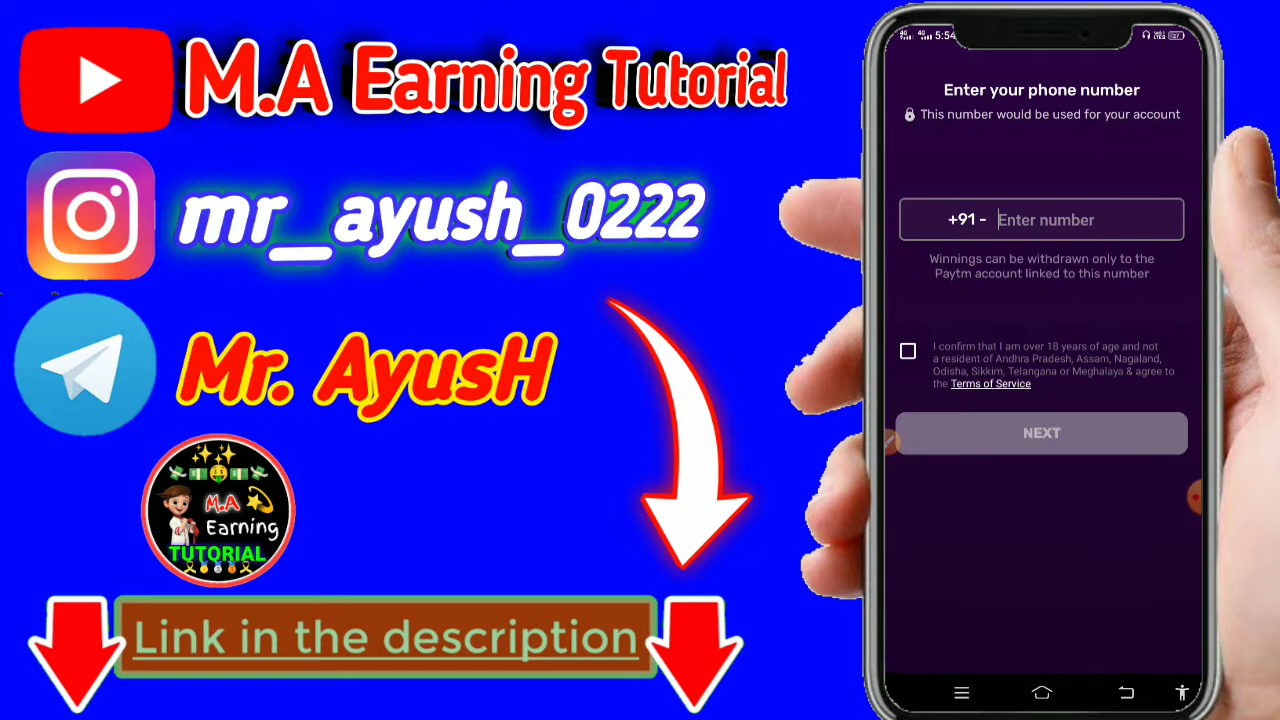 M.A Earning Tutorial
mr_ayush_0222
Mr. AyusH
M.A
Earning
TUTORIAL
Link in the description
5:54
Enter your phone number
This number would be used for your account
+91 - Enter number
Winnings can be withdrawn only to the
Paytm account linked to this number
I confirm that I am over 18 years of age and not
a resident of Andhra Pradesh, Assam, Nagaland,
Odisha, Sikkim, Telangana or Meghalaya & agree to
the Terms of Service
NEXT